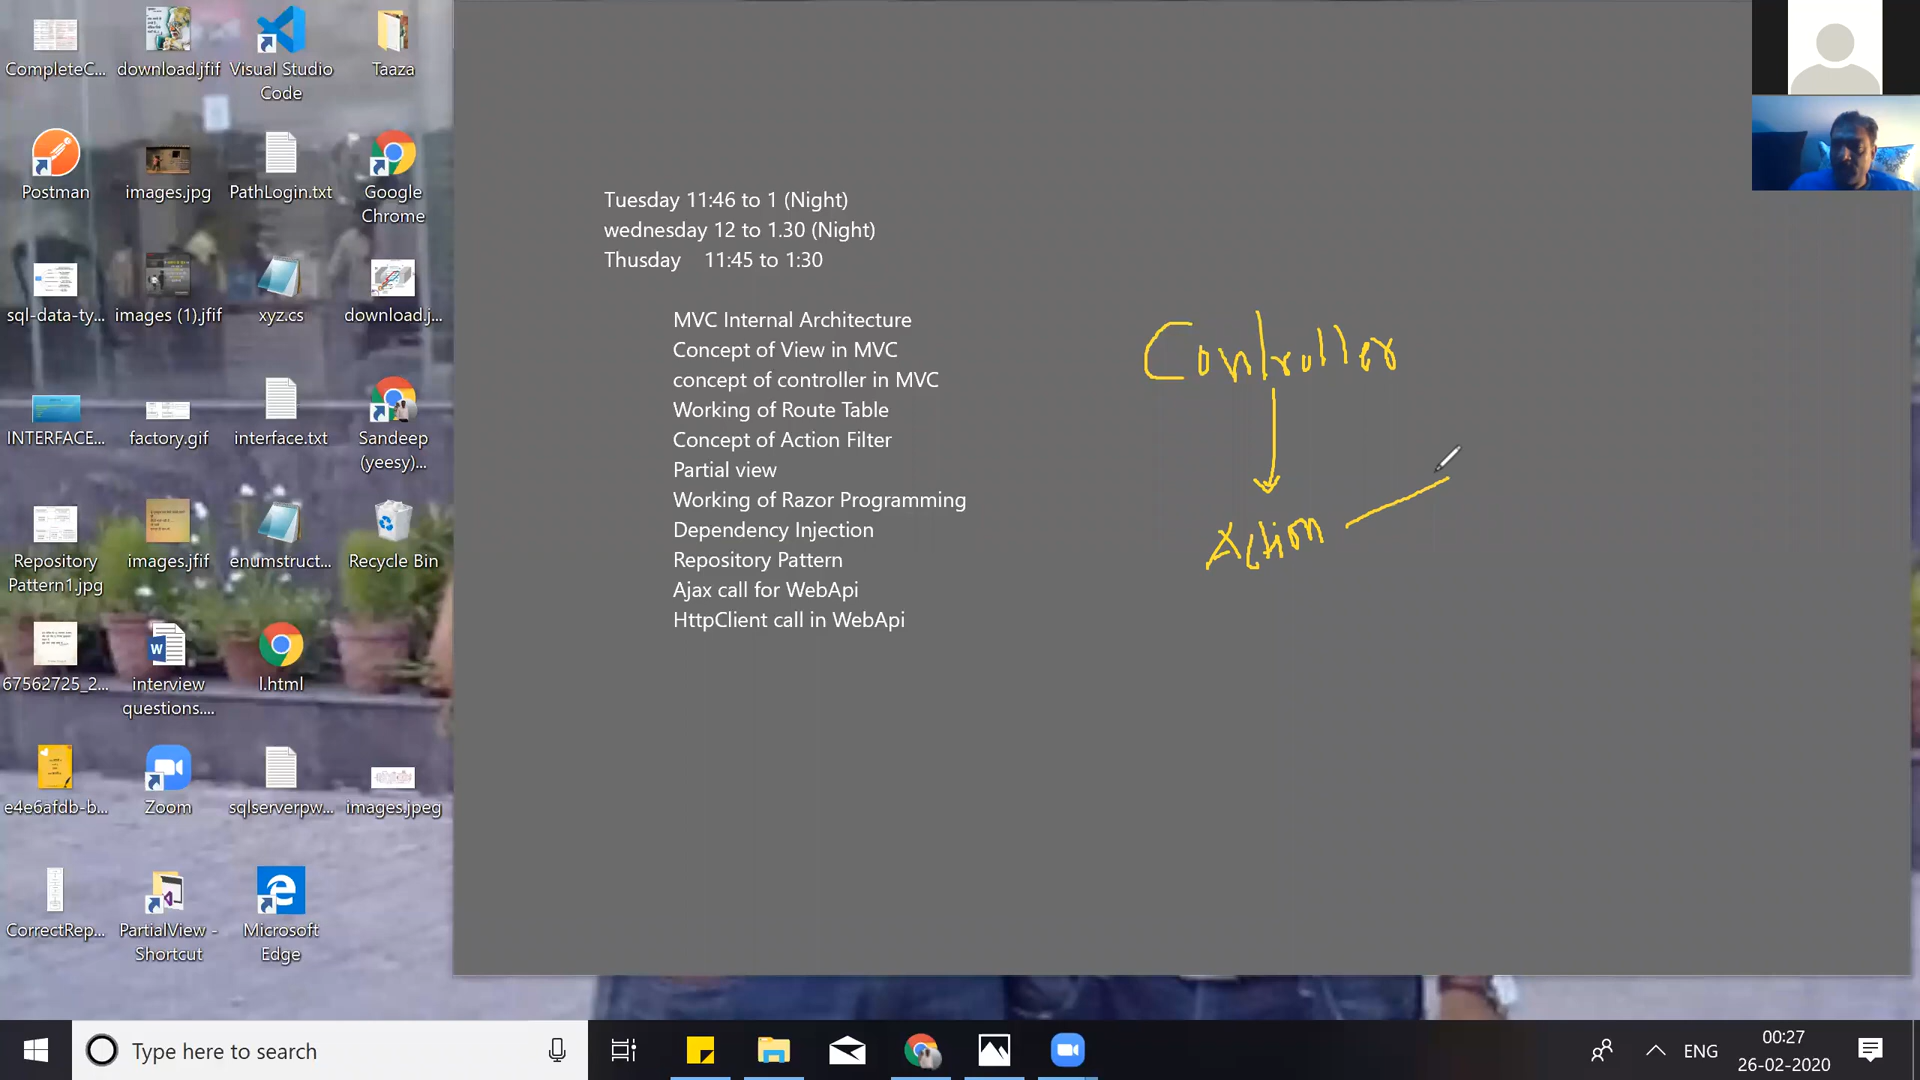 CompleteC...
download.jfif
Visual Studio
Code
Taaza
Postman
images.jpg
PathLogin.txt
Google
Chrome
sql-data-ty...
images (1).jfif
xyz.cs
download.j...
INTERFACE...
factory.gif
interface.txt
Sandeep
(yeesy)...
Repository
Pattern1.jpg
images.jfif
enumstruct...
Recycle Bin
67562725_2...
interview
questions....
l.html
e4e6afdb-b...
Zoom
sqlserverpw...
images.jpeg
CorrectRep...
PartialView -
Shortcut
Microsoft
Edge
Tuesday 11:46 to 1 (Night)
wednesday 12 to 1.30 (Night)
Thusday 11:45 to 1:30
MVC Internal Architecture
Concept of View in MVC
concept of controller in MVC
Working of Route Table
Concept of Action Filter
Partial view
Working of Razor Programming
Dependency Injection
Repository Pattern
Ajax call for WebApi
HttpClient call in WebApi
Controller
Action
Type here to search
ENG
00:27
26-02-2020